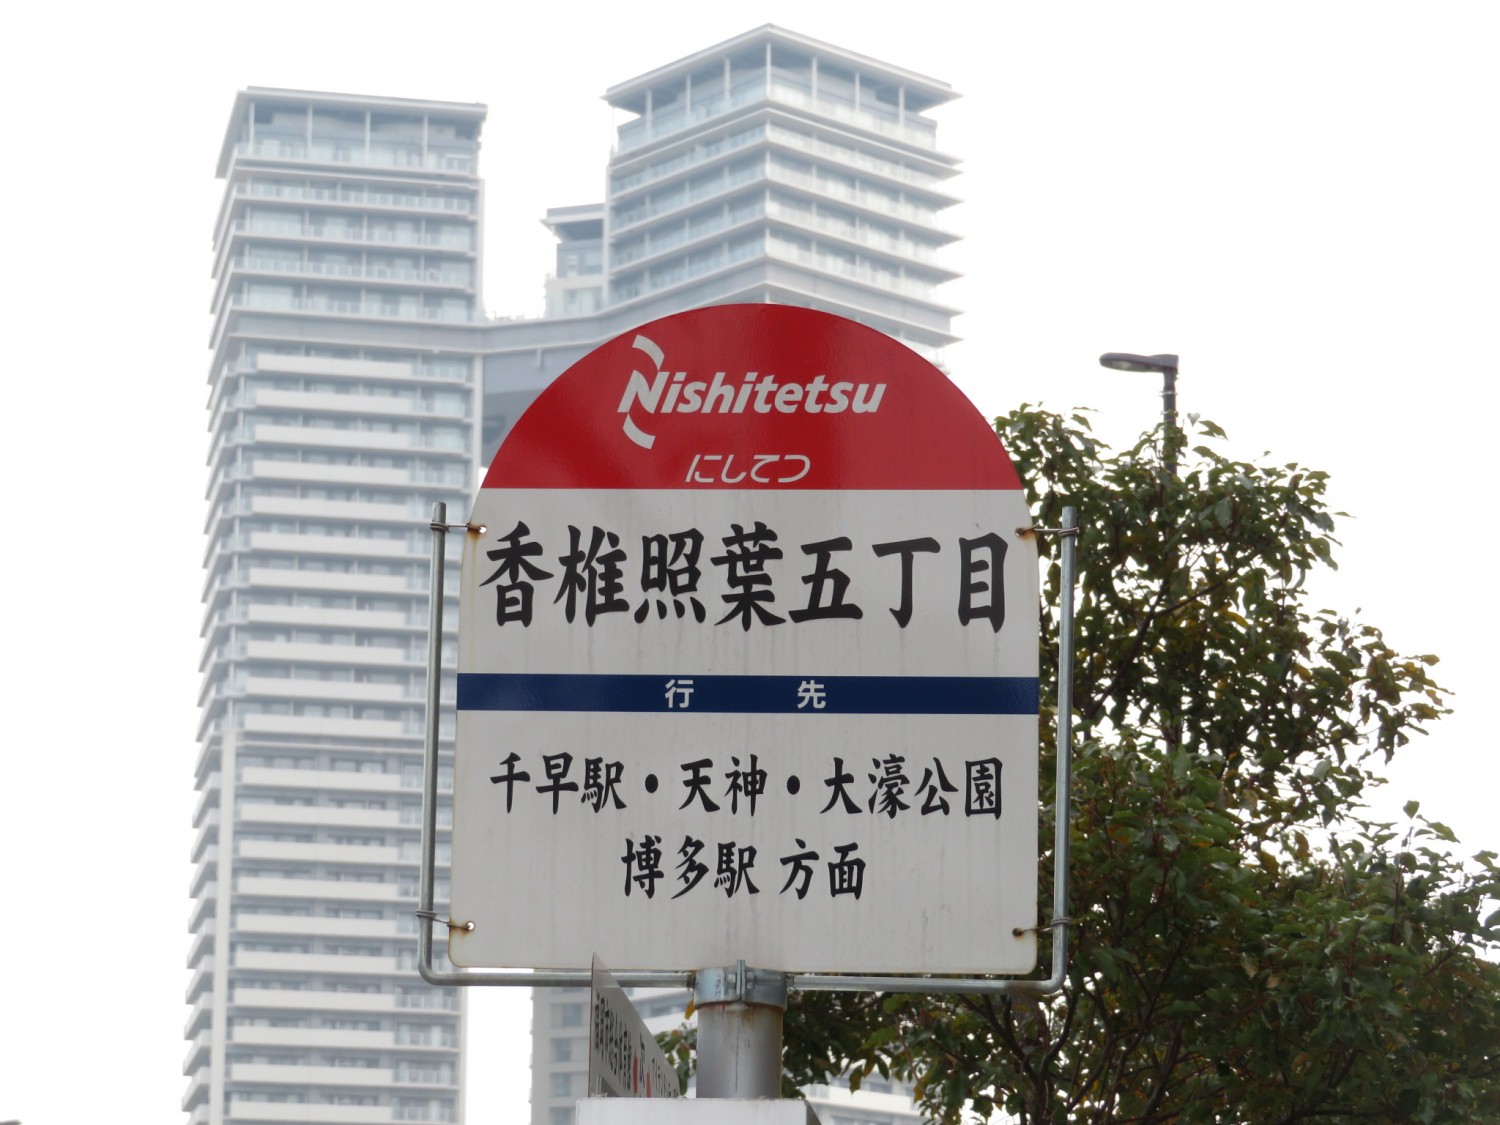 Nishitetsu
にしてつ
香椎照葉五丁目
行先
千早駅・天神・大濠公園
博多駅 方面